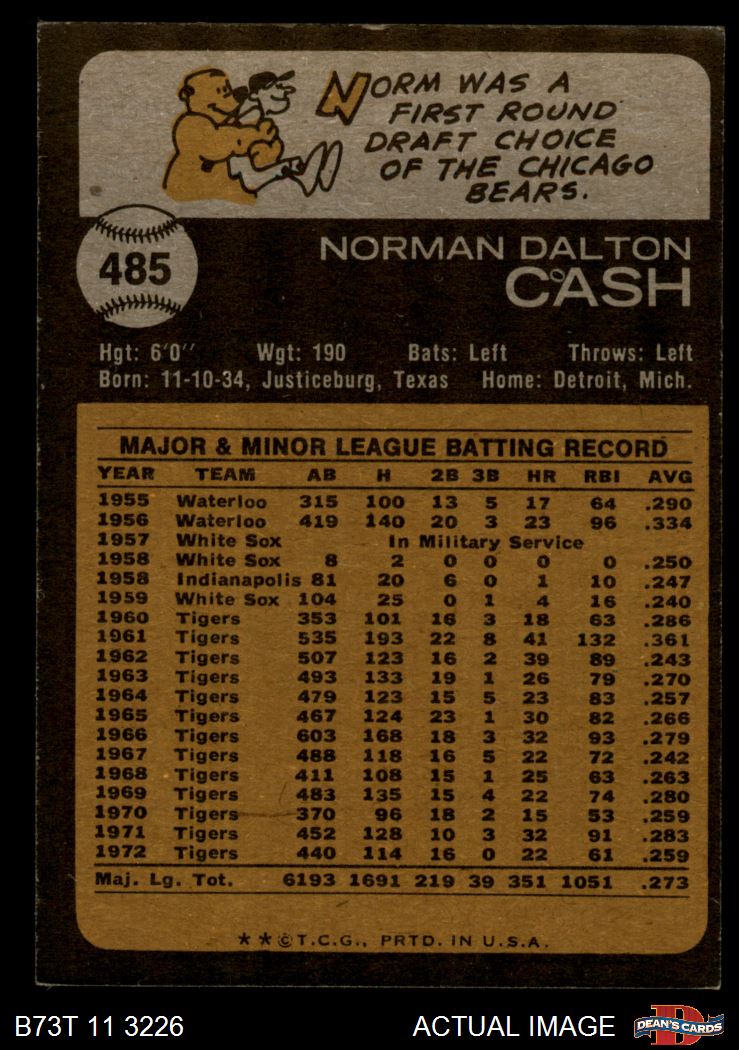 NORM WAS A
FIRST ROUND
DRAFT CHOICE
OF THE CHICAGO
BEARS.
485
NORMAN DALTON
CASH
Hgt: 6'0" Wgt: 190 Bats: Left Throws: Left
Born: 11-10-34, Justiceburg, Texas Home: Detroit, Mich.
MAJOR & MINOR LEAGUE BATTING RECORD
YEAR TEAM AB H 2B 3B HR RBI AVG
1955 Waterloo 315 100 13 5 17 64 .290
1956 Waterloo 419 140 20 3 23 96 .334
1957 White Sox In Military Service
1958 White Sox 8 2 0 0 0 0 .250
1958 Indianapolis 81 20 6 0 1 10 .247
1959 White Sox 104 25 0 1 4 16 .240
1960 Tigers 353 101 16 3 18 63 .286
1961 Tigers 535 193 22 8 41 132 .361
1962 Tigers 507 123 16 2 39 89 .243
1963 Tigers 493 133 19 1 26 79 .270
1964 Tigers 479 123 15 5 23 83 .257
1965 Tigers 467 124 23 1 30 82 .266
1966 Tigers 603 168 18 3 32 93 .279
1967 Tigers 488 118 16 5 22 72 .242
1968 Tigers 411 108 15 1 25 63 .263
1969 Tigers 483 135 15 4 22 74 .280
1970 Tigers 370 96 18 2 15 53 .259
1971 Tigers 452 128 10 3 32 91 .283
1972 Tigers 440 114 16 0 22 61 .259
Maj. Lg. Tot. 6193 1691 219 39 351 1051 .273
**©T.C.G., PRTD. IN U.S.A.
B73T 11 3226 ACTUAL IMAGE D DEAN'S CARDS